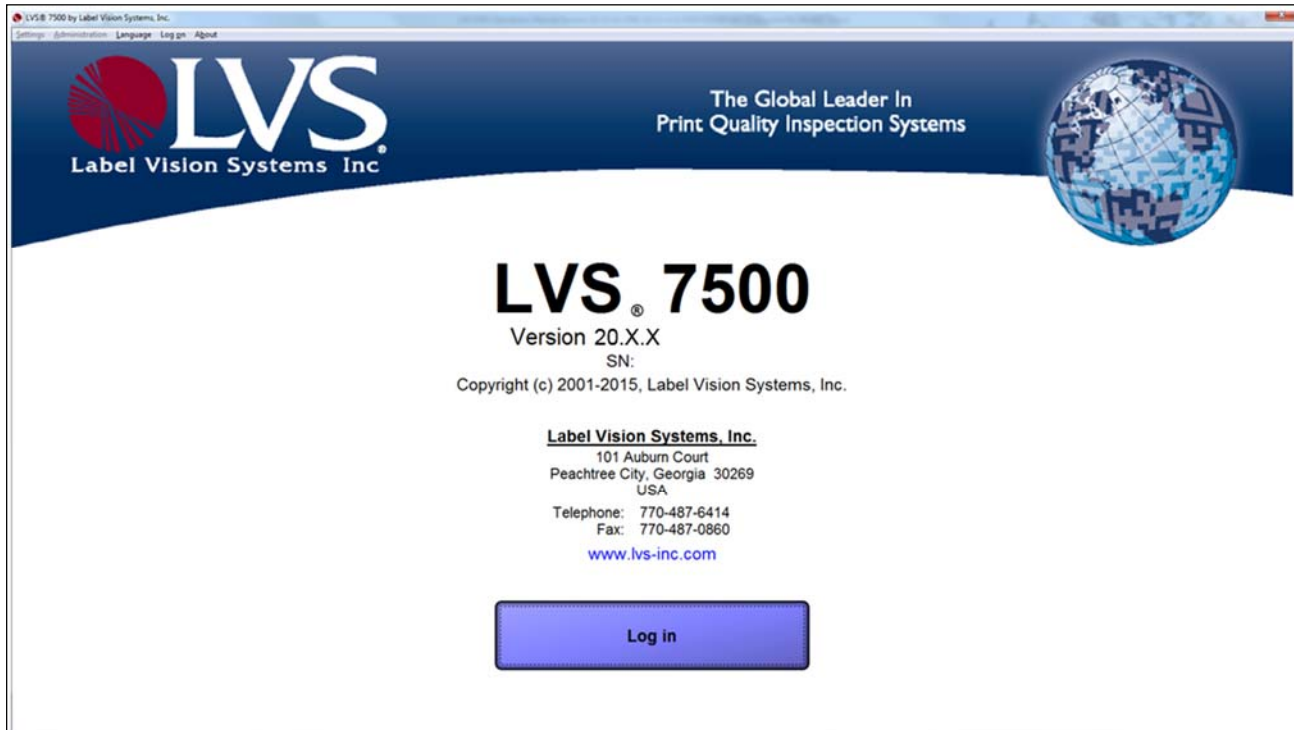 LVS® 7500 by Label Vision Systems, Inc.
Settings Administration Language Log on About
LVS®
Label Vision Systems Inc
The Global Leader In
Print Quality Inspection Systems
LVS® 7500
Version 20.X.X
SN:
Copyright (c) 2001-2015, Label Vision Systems, Inc.
Label Vision Systems, Inc.
101 Auburn Court
Peachtree City, Georgia 30269
USA
Telephone: 770-487-6414
Fax: 770-487-0860
www.lvs-inc.com
Log in